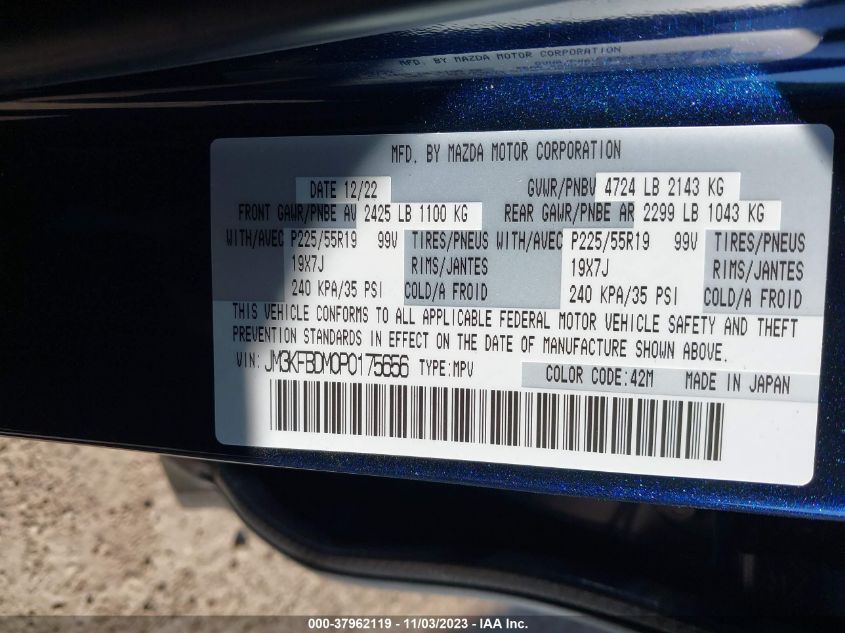 MFD. BY MAZDA MOTOR CORPORATION
MFD. BY MAZDA MOTOR CORPORATION
DATE 12/22 GVWR/PNBV 4724 LB 2143 KG
FRONT GAWR/PNBE AV 2425 LB 1100 KG REAR GAWR/PNBE AR 2299 LB 1043 KG
WITH/AVEC P225/55R19 99V TIRES/PNEUS WITH/AVEC P225/55R19 99V TIRES/PNEUS
19X7J RIMS/JANTES 19X7J RIMS/JANTES
240 KPA/35 PSI COLD/A FROID 240 KPA/35 PSI COLD/A FROID
THIS VEHICLE CONFORMS TO ALL APPLICABLE FEDERAL MOTOR VEHICLE SAFETY AND THEFT
PREVENTION STANDARDS IN EFFECT ON THE DATE OF MANUFACTURE SHOWN ABOVE.
VIN: JM3KFBDM0P0175656 TYPE:MPV COLOR CODE:42M MADE IN JAPAN
000-37962119 - 11/03/2023 - IAA, Inc.